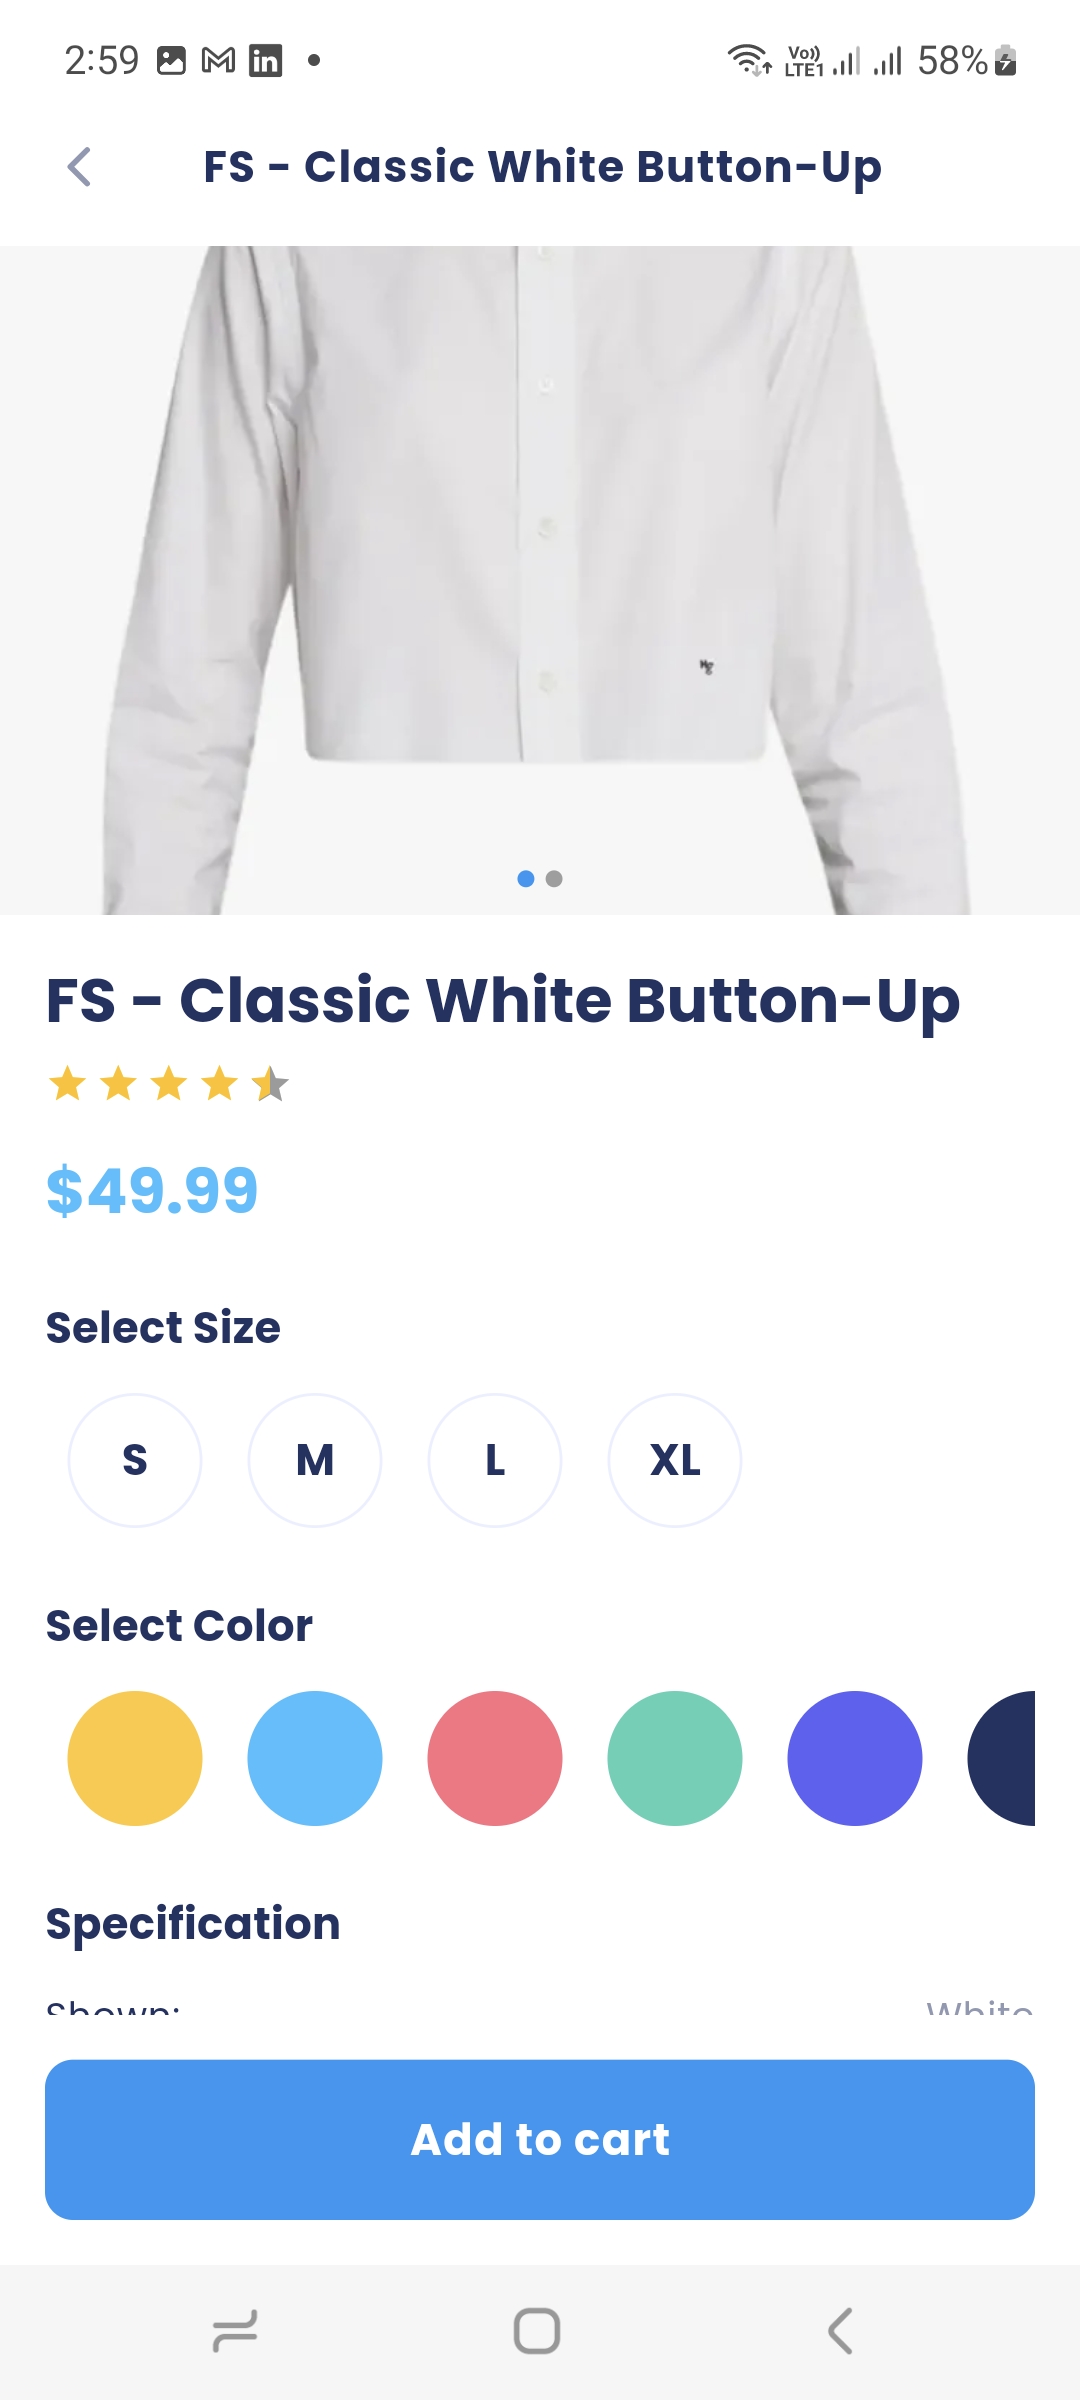 2:59
Vo)) LTE1
58%
FS - Classic White Button-Up
FS - Classic White Button-Up
$49.99
Select Size
S M L XL
Select Color
Specification
Shown: White
Add to cart